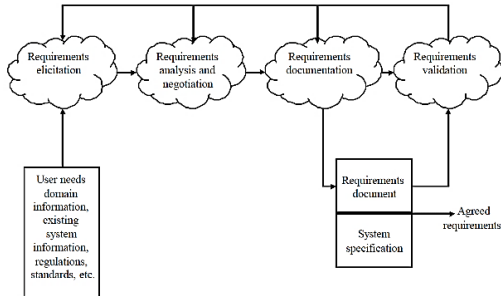 Requirements
elicitation
Requirements
analysis and
negotiation
Requirements
documentation
Requirements
validation
User needs
domain
information,
existing
system
information,
regulations,
standards, etc.
Requirements
document
System
specification
Agreed
requirements